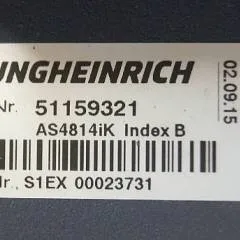 UNGHEINRICH
Nr. 51159321
AS4814iK Index B
Nr., S1EX 00023731
02.09.15